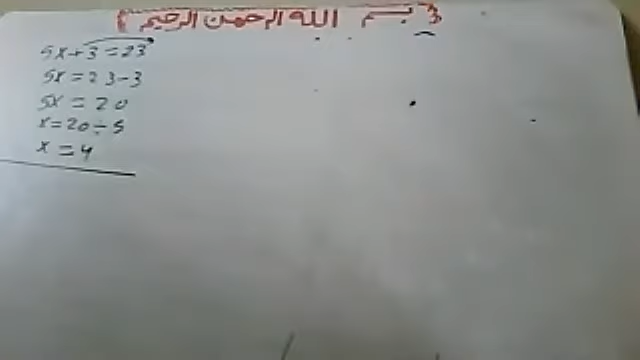 بسم الله الرحمن الرحيم
5x+3=23
5x=23-3
5x=20
x=20÷5
x=4